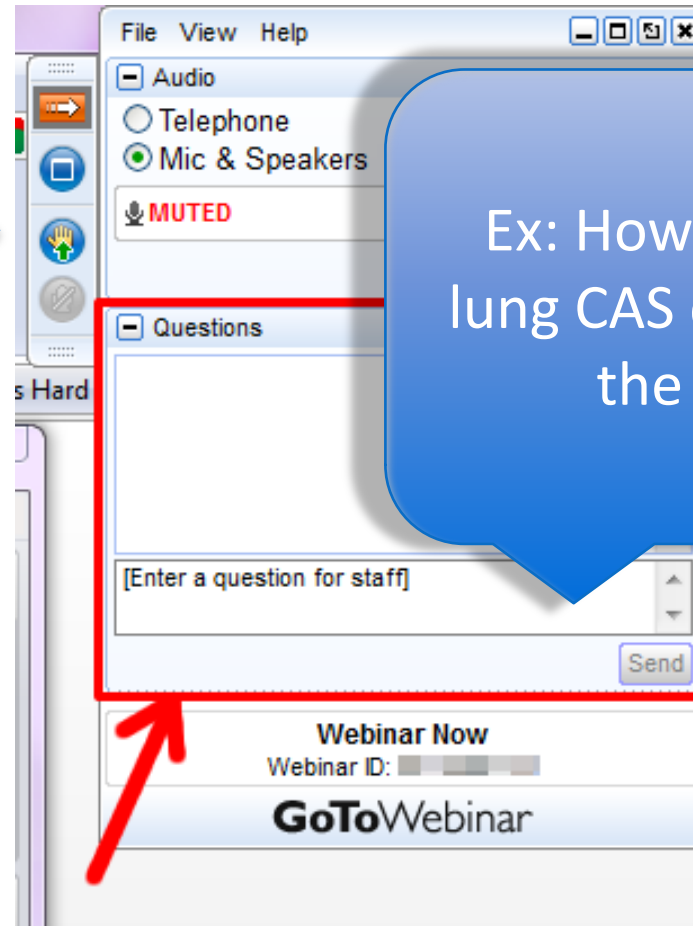 File View Help
Audio
Telephone
Mic & Speakers
MUTED
Ex: How
lung CAS
the
Questions
s Hard
[Enter a question for staff]
Send
Webinar Now
Webinar ID:
GoToWebinar